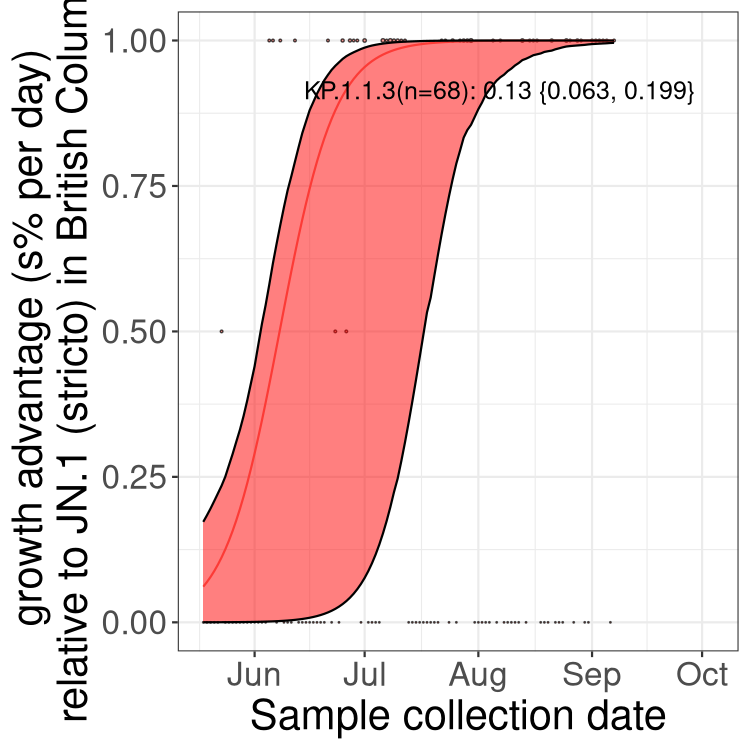 growth advantage (s% per day)
relative to JN.1 (stricto) in British Colum
1.00
0.75
0.50
0.25
0.00
KP.1.1.3(n=68): 0.13 {0.063, 0.199}
Jun Jul Aug Sep Oct
Sample collection date